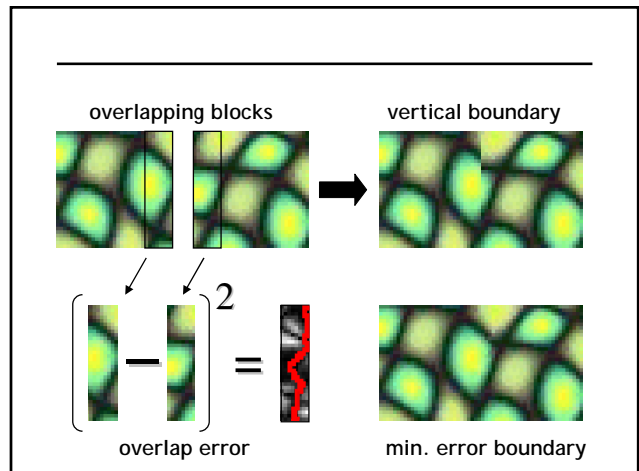 overlapping blocks
vertical boundary
2
=
overlap error
min. error boundary